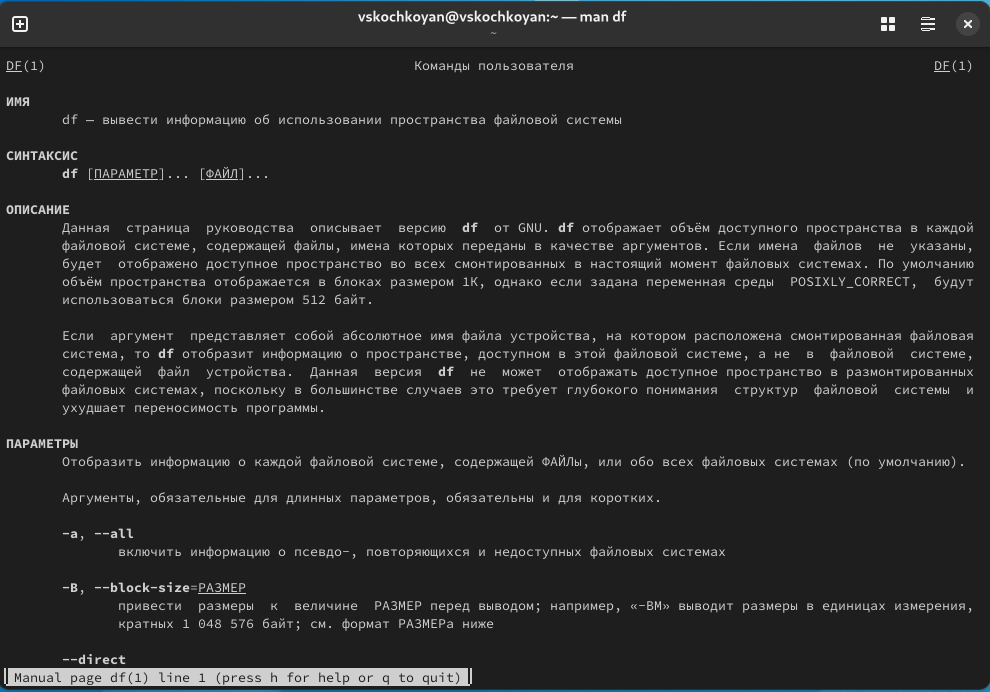 vskochkoyan@vskochkoyan:~ — man df
~
DF(1) Команды пользователя DF(1)
ИМЯ
df — вывести информацию об использовании пространства файловой системы
СИНТАКСИС
df [ПАРАМЕТР]... [ФАЙЛ]...
ОПИСАНИЕ
Данная страница руководства описывает версию df от GNU. df отображает объём доступного пространства в каждой
файловой системе, содержащей файлы, имена которых переданы в качестве аргументов. Если имена файлов не указаны,
будет отображено доступное пространство во всех смонтированных в настоящий момент файловых системах. По умолчанию
объём пространства отображается в блоках размером 1K, однако если задана переменная среды POSIXLY_CORRECT, будут
использоваться блоки размером 512 байт.
Если аргумент представляет собой абсолютное имя файла устройства, на котором расположена смонтированная файловая
система, то df отобразит информацию о пространстве, доступном в этой файловой системе, а не в файловой системе,
содержащей файл устройства. Данная версия df не может отображать доступное пространство в размонтированных
файловых системах, поскольку в большинстве случаев это требует глубокого понимания структур файловой системы и
ухудшает переносимость программы.
ПАРАМЕТРЫ
Отобразить информацию о каждой файловой системе, содержащей ФАЙЛы, или обо всех файловых системах (по умолчанию).
Аргументы, обязательные для длинных параметров, обязательны и для коротких.
-a, --all
включить информацию о псевдо-, повторяющихся и недоступных файловых системах
-B, --block-size=РАЗМЕР
привести размеры к величине РАЗМЕР перед выводом; например, «-BM» выводит размеры в единицах измерения,
кратных 1 048 576 байт; см. формат РАЗМЕРа ниже
--direct
Manual page df(1) line 1 (press h for help or q to quit)